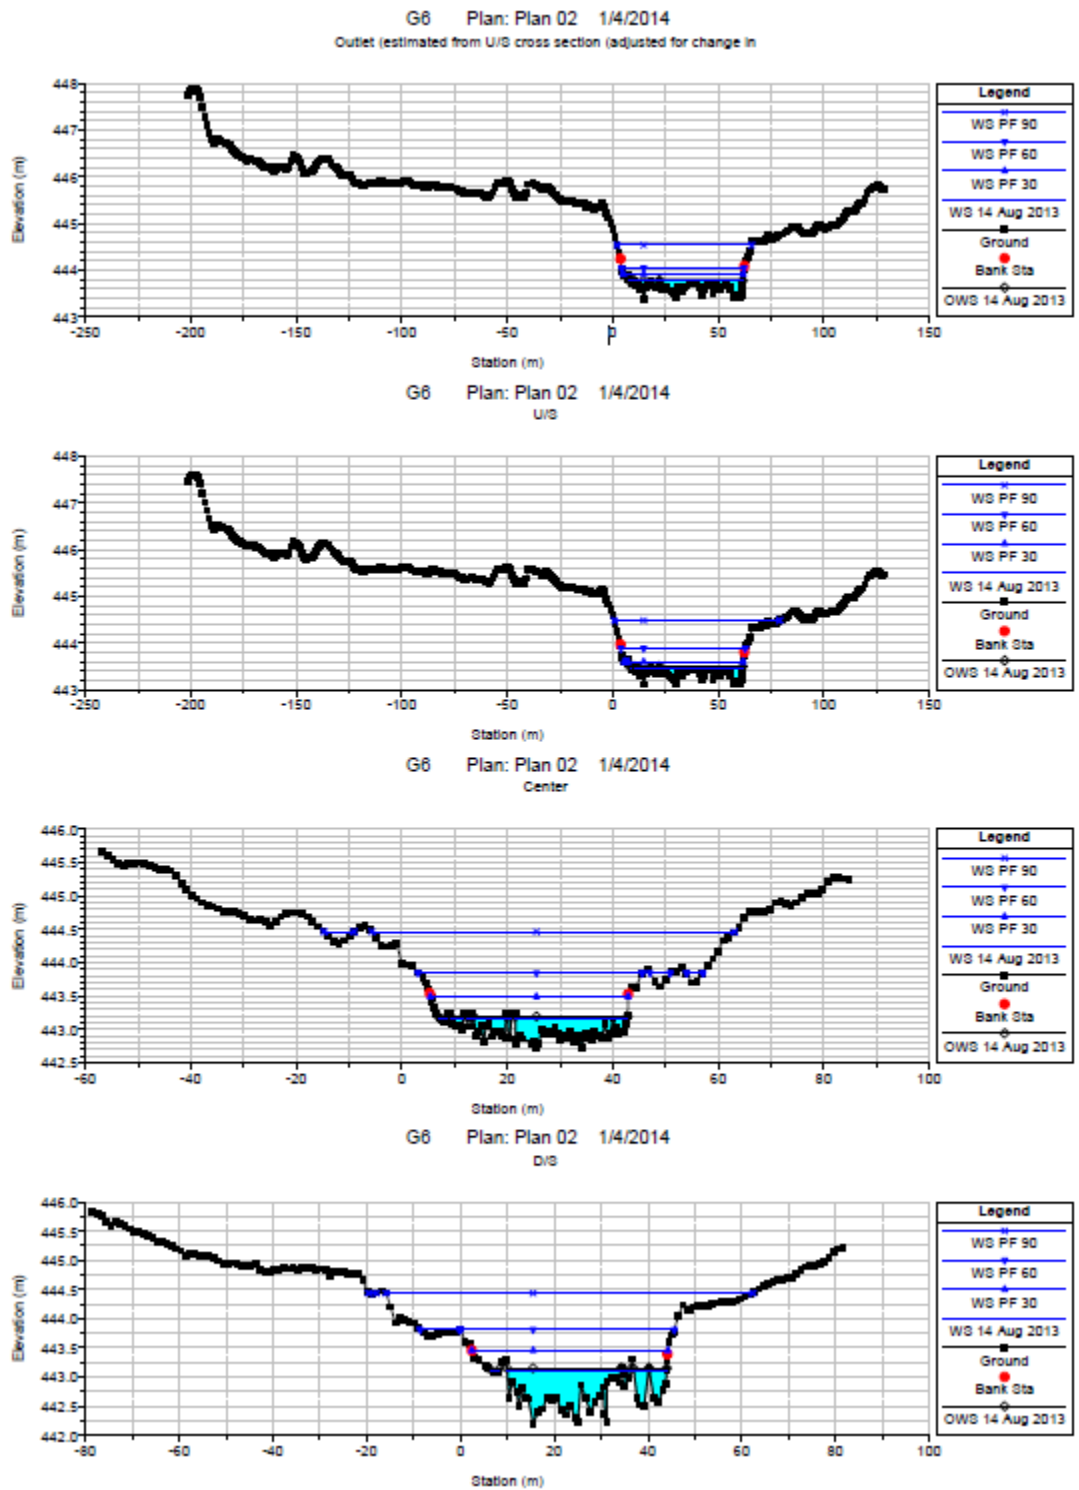 G6 Plan: Plan 02 1/4/2014
Outlet (estimated from U/S cross section (adjusted for change in
448
447
446
445
444
443
Elevation (m)
-250 -200 -150 -100 -50 0 50 100 150
Station (m)
Legend
WS PF 90
WS PF 60
WS PF 30
WS 14 Aug 2013
Ground
Bank Sta
OWS 14 Aug 2013
G6 Plan: Plan 02 1/4/2014
U/S
448
447
446
445
444
443
Elevation (m)
-250 -200 -150 -100 -50 0 50 100 150
Station (m)
Legend
WS PF 90
WS PF 60
WS PF 30
WS 14 Aug 2013
Ground
Bank Sta
OWS 14 Aug 2013
G6 Plan: Plan 02 1/4/2014
Center
446.0
445.5
445.0
444.5
444.0
443.5
443.0
442.5
Elevation (m)
-60 -40 -20 0 20 40 60 80 100
Station (m)
Legend
WS PF 90
WS PF 60
WS PF 30
WS 14 Aug 2013
Ground
Bank Sta
OWS 14 Aug 2013
G6 Plan: Plan 02 1/4/2014
D/S
446.0
445.5
445.0
444.5
444.0
443.5
443.0
442.5
442.0
Elevation (m)
-80 -60 -40 -20 0 20 40 60 80 100
Station (m)
Legend
WS PF 90
WS PF 60
WS PF 30
WS 14 Aug 2013
Ground
Bank Sta
OWS 14 Aug 2013